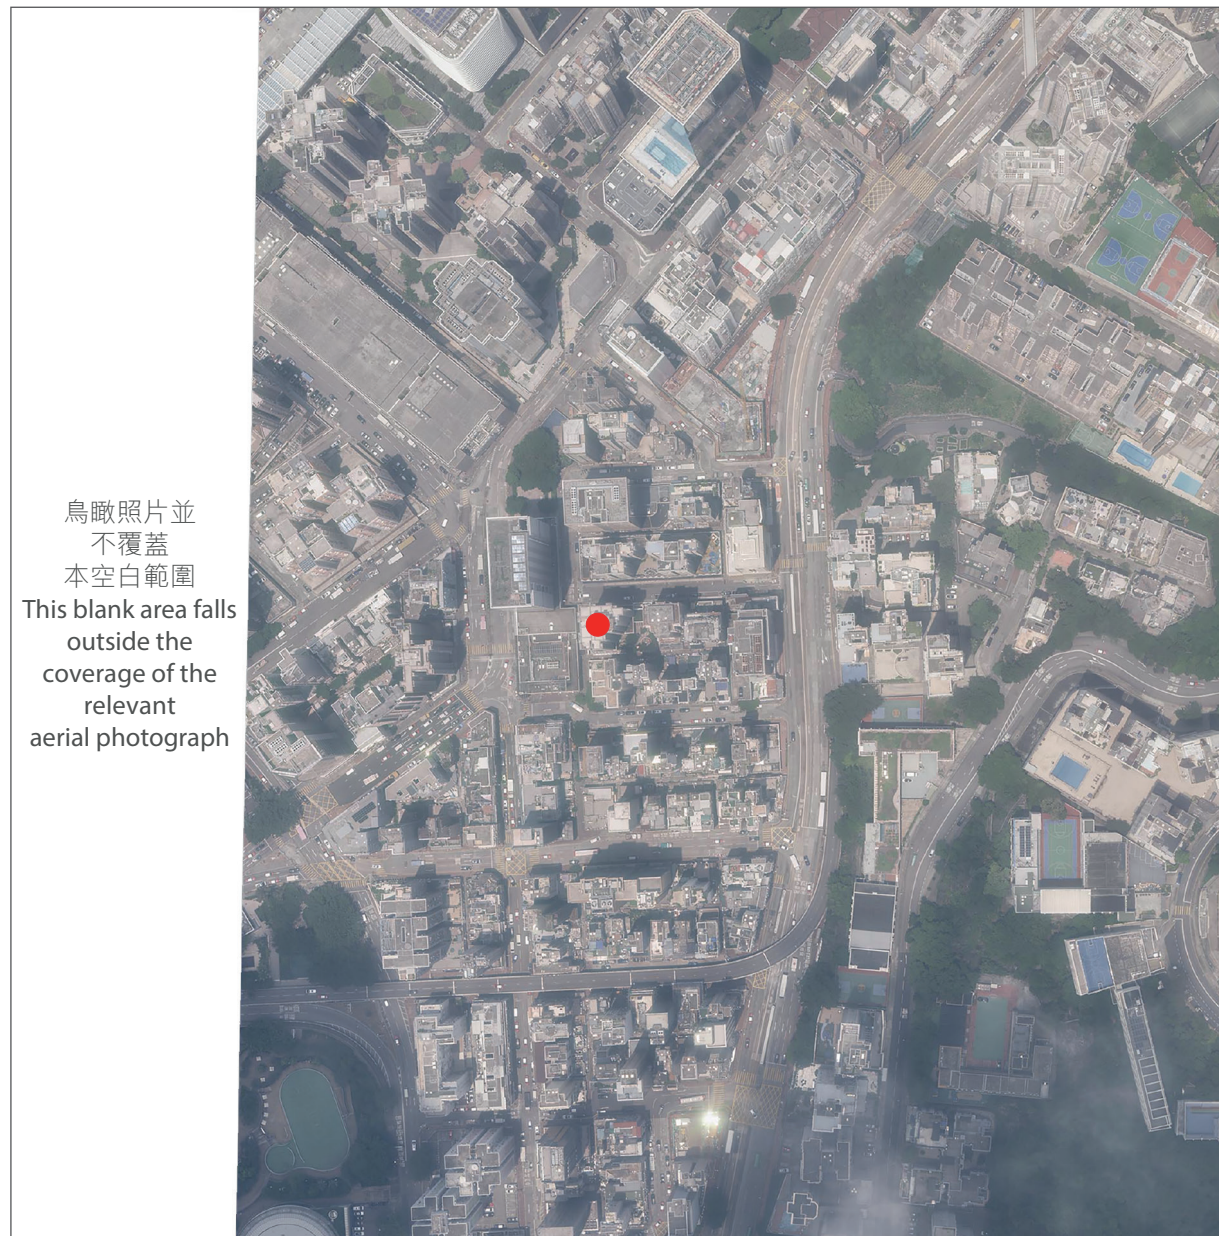 鳥瞰照片並
不覆蓋
本空白範圍
This blank area falls
outside the
coverage of the
relevant
aerial photograph